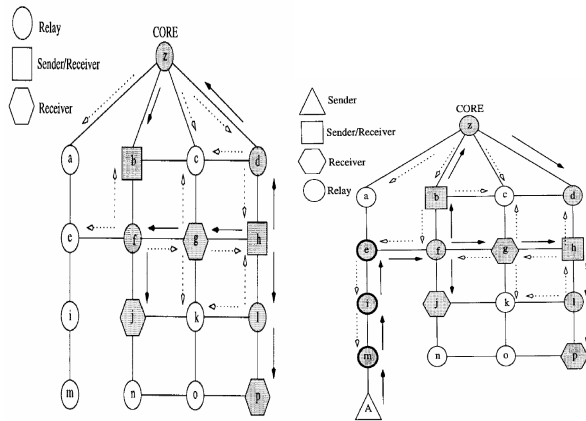 Relay
Sender/Receiver
Receiver
CORE
z
a
b
c
d
e
f
g
h
i
j
k
l
m
n
o
p
Sender
Sender/Receiver
Receiver
Relay
CORE
z
a
b
c
d
e
f
g
h
i
j
k
l
m
n
o
p
A